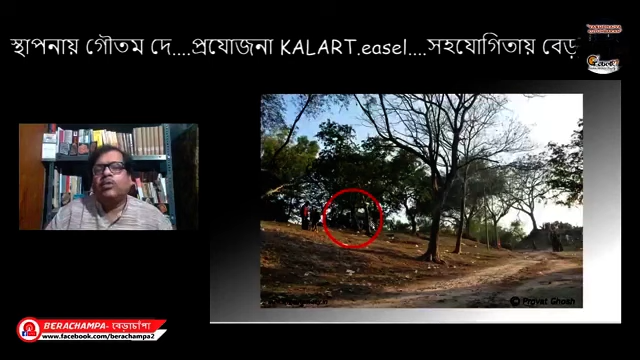 স্থাপনায় গৌতম দে....প্রযোজনা KALART.easel....সহযোগিতায় বেড়
© Provat Ghosh
BERACHAMPA- বেড়াচাঁপা
www.facebook.com/berachampa2